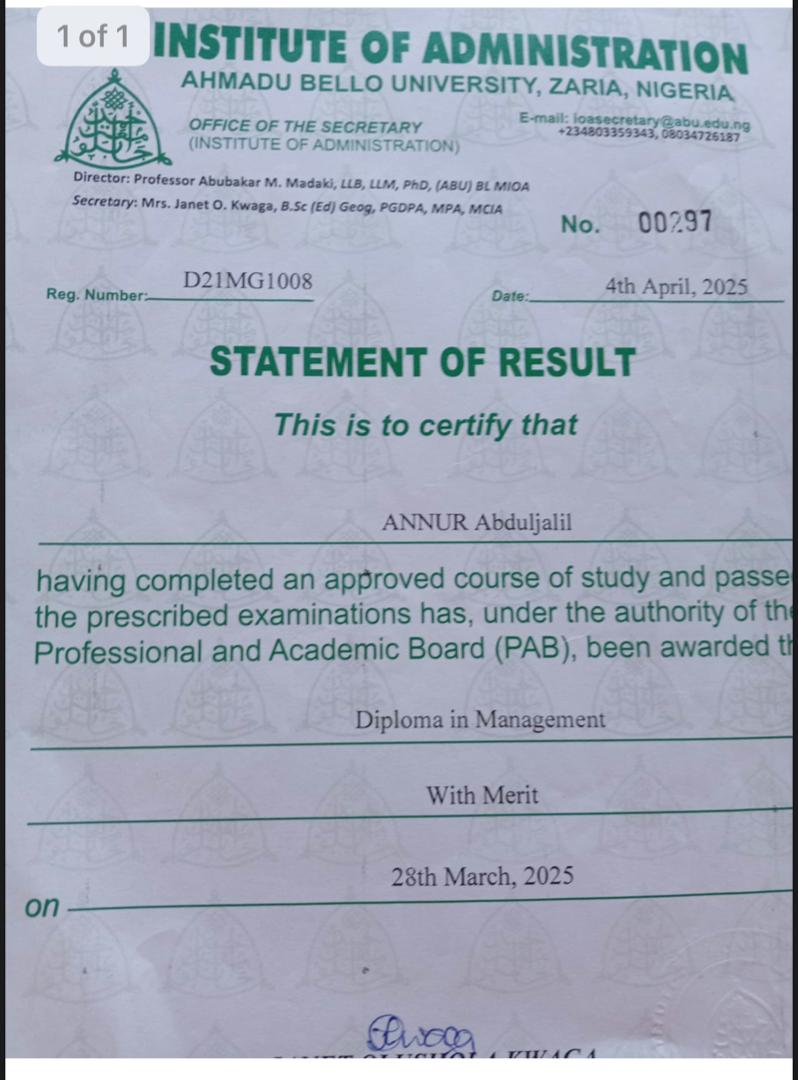 1 of 1
INSTITUTE OF ADMINISTRATION
AHMADU BELLO UNIVERSITY, ZARIA, NIGERIA
OFFICE OF THE SECRETARY
(INSTITUTE OF ADMINISTRATION)
E-mail: ioasecretary@abu.edu.ng
+234803359343, 08034726187
Director: Professor Abubakar M. Madaki, LLB, LLM, PhD, (ABU) BL MIOA
Secretary: Mrs. Janet O. Kwaga, B.Sc (Ed) Geog, PGDPA, MPA, MCIA
No. 00297
Reg. Number: D21MG1008
Date: 4th April, 2025
STATEMENT OF RESULT
This is to certify that
ANNUR Abduljalil
having completed an approved course of study and passe
the prescribed examinations has, under the authority of the
Professional and Academic Board (PAB), been awarded th
Diploma in Management
With Merit
28th March, 2025
on